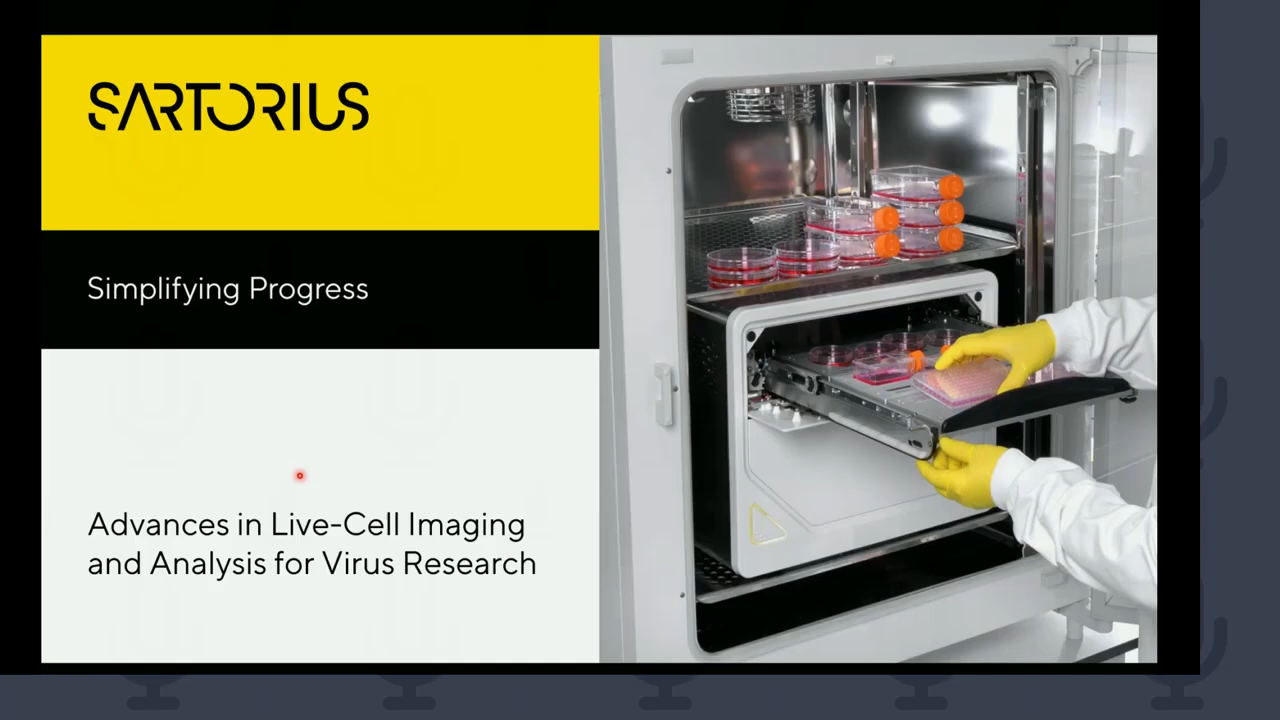 SARTORIUS
Simplifying Progress
Advances in Live-Cell Imaging
and Analysis for Virus Research